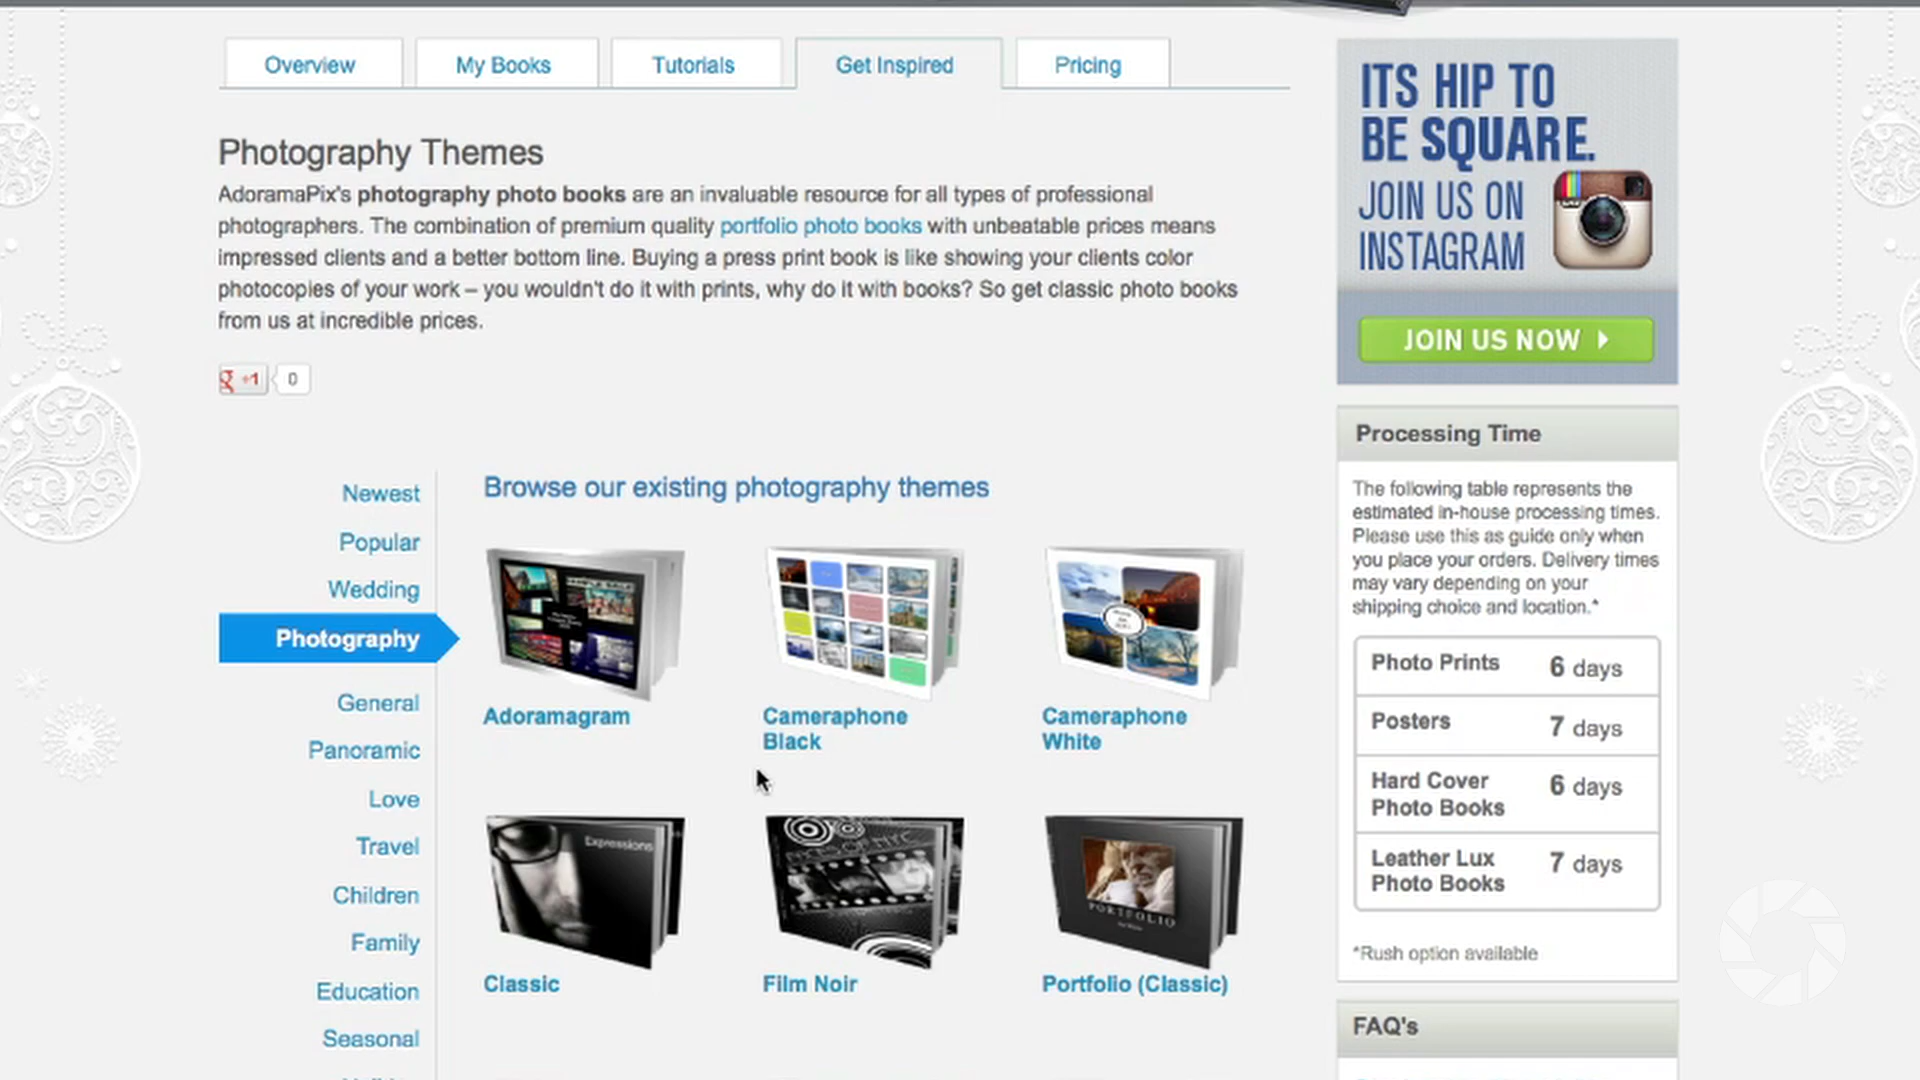 Overview
My Books
Tutorials
Get Inspired
Pricing
Photography Themes
AdoramaPix's photography photo books are an invaluable resource for all types of professional
photographers. The combination of premium quality portfolio photo books with unbeatable prices means
impressed clients and a better bottom line. Buying a press print book is like showing your clients color
photocopies of your work – you wouldn't do it with prints, why do it with books? So get classic photo books
from us at incredible prices.
+1
0
Newest
Popular
Wedding
Photography
General
Panoramic
Love
Travel
Children
Family
Education
Seasonal
Browse our existing photography themes
Adoramagram
Cameraphone
Black
Cameraphone
White
Expressions
PORTFOLIO
Classic
Film Noir
Portfolio (Classic)
ITS HIP TO
BE SQUARE.
JOIN US ON
INSTAGRAM
JOIN US NOW
Processing Time
The following table represents the
estimated in-house processing times.
Please use this as guide only when
you place your orders. Delivery times
may vary depending on your
shipping choice and location.*
Photo Prints 6 days
Posters 7 days
Hard Cover
Photo Books 6 days
Leather Lux
Photo Books 7 days
*Rush option available
FAQ's